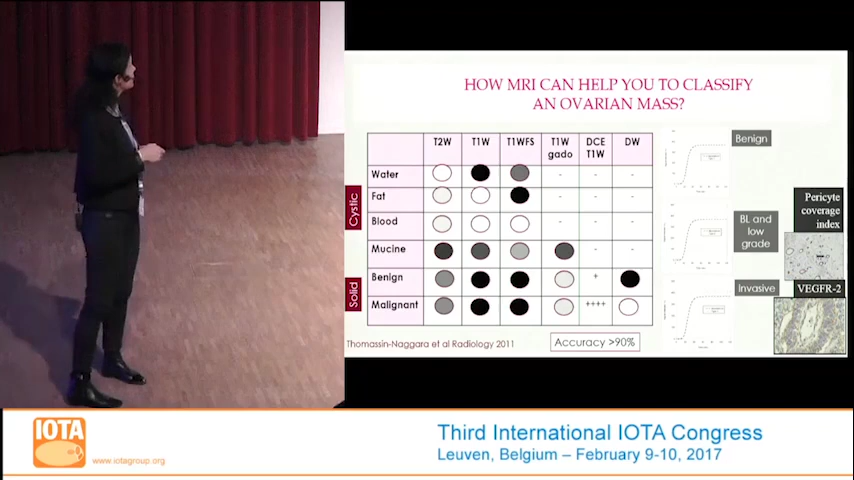 HOW MRI CAN HELP YOU TO CLASSIFY
AN OVARIAN MASS?
T2W T1W T1WFS T1W gado DCE T1W DW
Cystic
Water - - -
Fat - - -
Blood - - -
Mucine - -
Solid
Benign +
Malignant ++++
Thomassin-Naggara et al Radiology 2011
Accuracy >90%
Benign
BL and
low
grade
Invasive
Pericyte
coverage
index
VEGFR-2
IOTA
www.iotagroup.org
Third International IOTA Congress
Leuven, Belgium – February 9-10, 2017